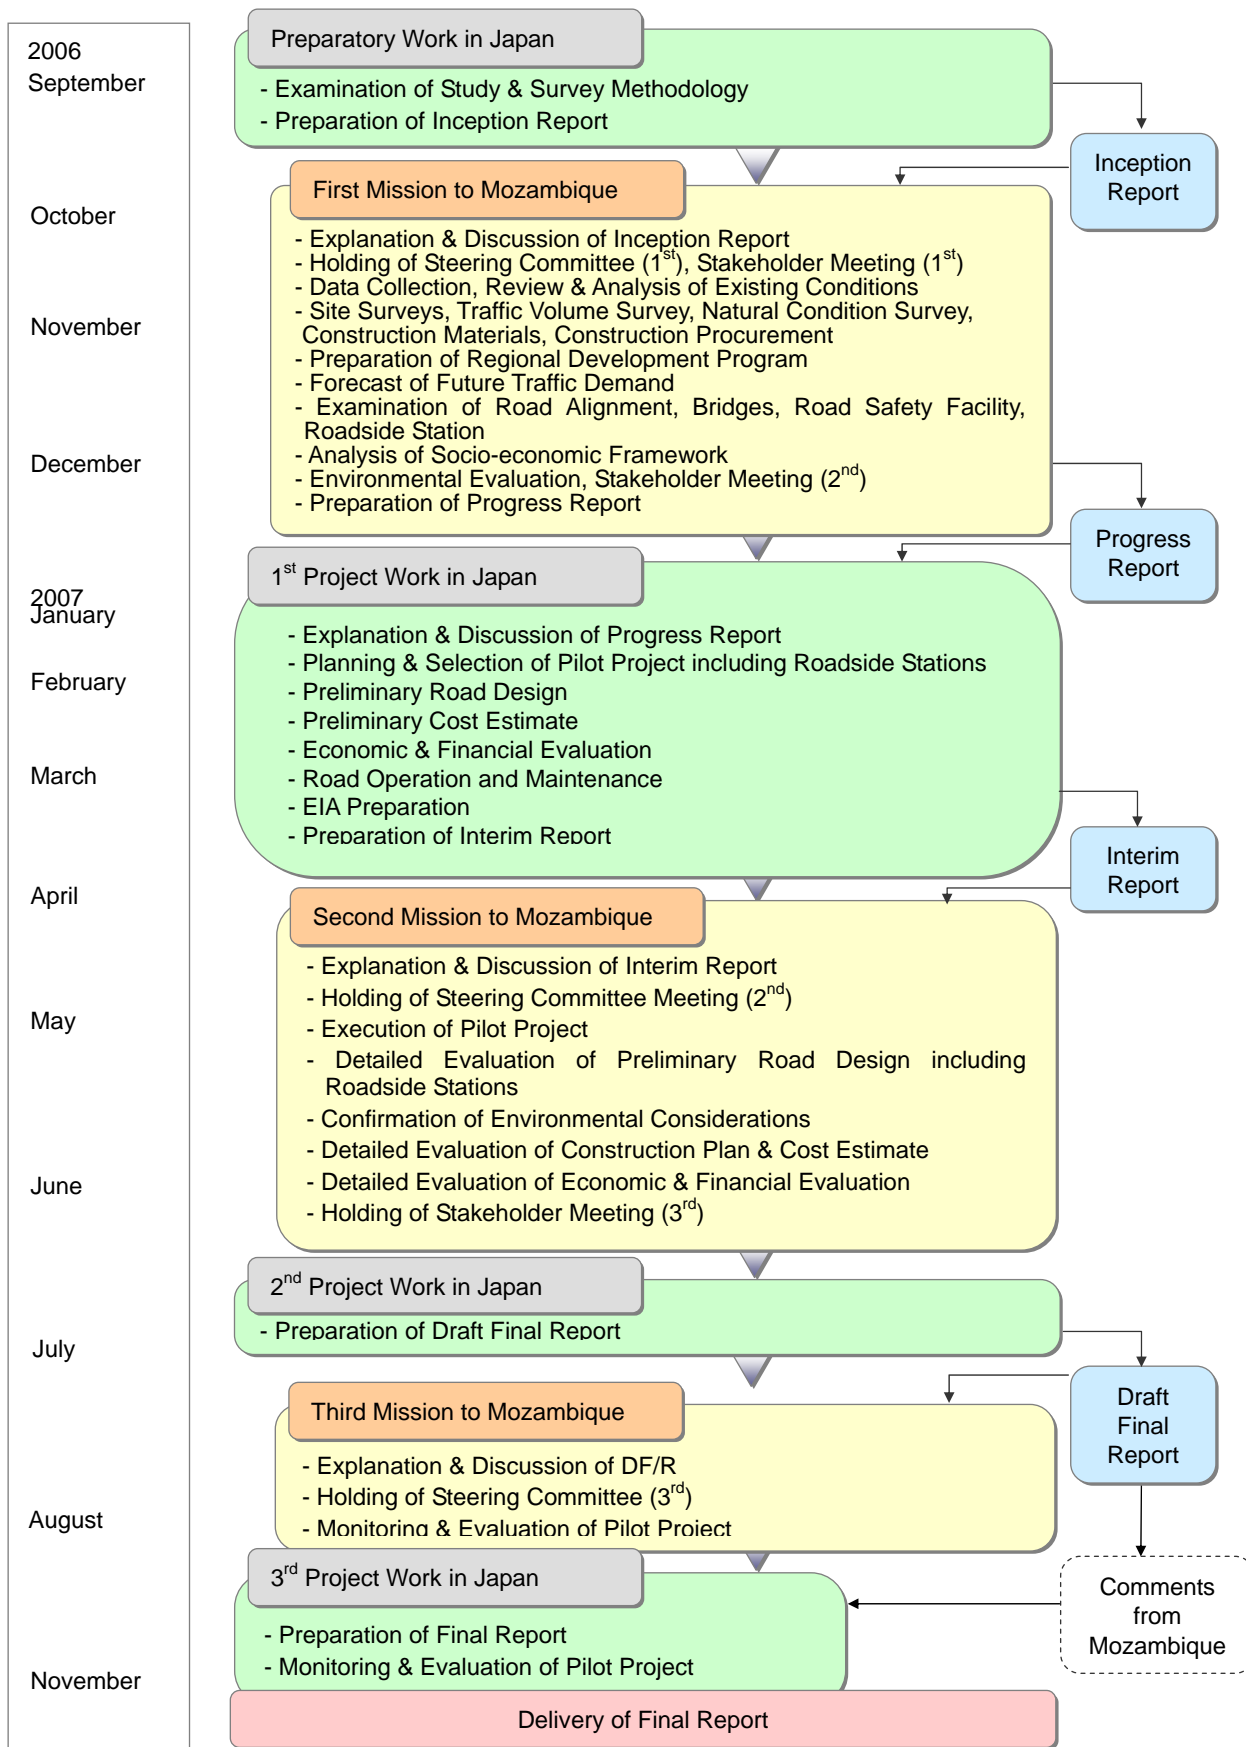 2006
September
October
November
December
2007
January
February
March
April
May
June
July
August
November
Preparatory Work in Japan
- Examination of Study & Survey Methodology
- Preparation of Inception Report
Inception
Report
First Mission to Mozambique
- Explanation & Discussion of Inception Report
- Holding of Steering Committee (1st), Stakeholder Meeting (1st)
- Data Collection, Review & Analysis of Existing Conditions
- Site Surveys, Traffic Volume Survey, Natural Condition Survey,
Construction Materials, Construction Procurement
- Preparation of Regional Development Program
- Forecast of Future Traffic Demand
- Examination of Road Alignment, Bridges, Road Safety Facility,
Roadside Station
- Analysis of Socio-economic Framework
- Environmental Evaluation, Stakeholder Meeting (2nd)
- Preparation of Progress Report
Progress
Report
1st Project Work in Japan
- Explanation & Discussion of Progress Report
- Planning & Selection of Pilot Project including Roadside Stations
- Preliminary Road Design
- Preliminary Cost Estimate
- Economic & Financial Evaluation
- Road Operation and Maintenance
- EIA Preparation
- Preparation of Interim Report
Interim
Report
Second Mission to Mozambique
- Explanation & Discussion of Interim Report
- Holding of Steering Committee Meeting (2nd)
- Execution of Pilot Project
- Detailed Evaluation of Preliminary Road Design including
Roadside Stations
- Confirmation of Environmental Considerations
- Detailed Evaluation of Construction Plan & Cost Estimate
- Detailed Evaluation of Economic & Financial Evaluation
- Holding of Stakeholder Meeting (3rd)
2nd Project Work in Japan
- Preparation of Draft Final Report
Draft
Final
Report
Third Mission to Mozambique
- Explanation & Discussion of DF/R
- Holding of Steering Committee (3rd)
- Monitoring & Evaluation of Pilot Project
3rd Project Work in Japan
- Preparation of Final Report
- Monitoring & Evaluation of Pilot Project
Comments
from
Mozambique
Delivery of Final Report